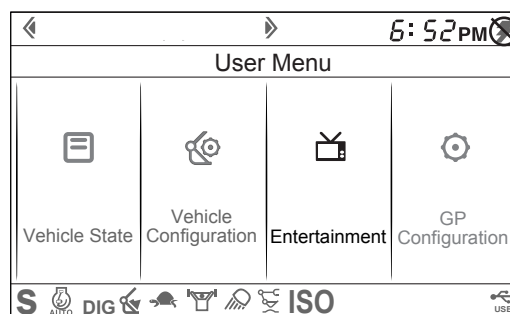 6:52PM
User Menu
Vehicle State
Vehicle
Configuration
Entertainment
GP
Configuration
S AUTO DIG ISO USB